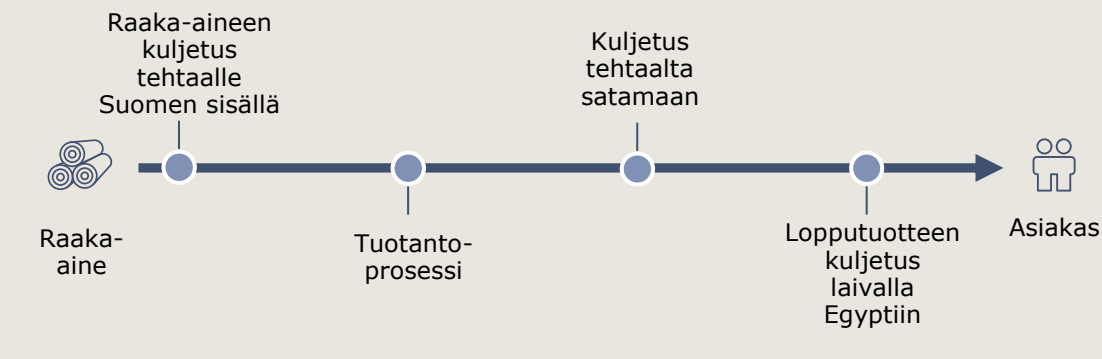 Raaka-aineen
kuljetus
tehtaalle
Suomen sisällä
Kuljetus
tehtaalta
satamaan
Raaka-
aine
Tuotanto-
prosessi
Lopputuotteen
kuljetus
laivalla
Egyptiin
Asiakas